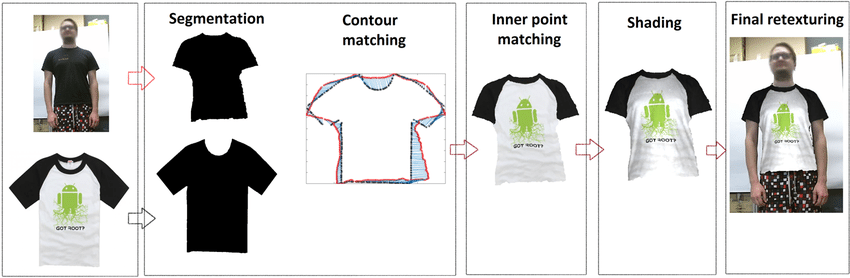 Segmentation
Contour
matching
Inner point
matching
Shading
Final retexturing
GOT ROOT?
GOT ROOT?
GOT ROOT?
GOT ROOT?